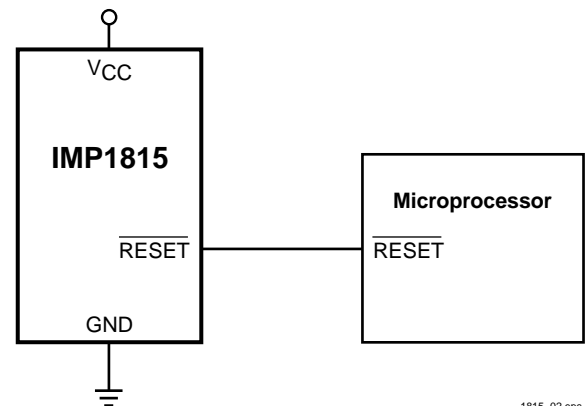 VCC
IMP1815
Microprocessor
RESET
RESET
GND